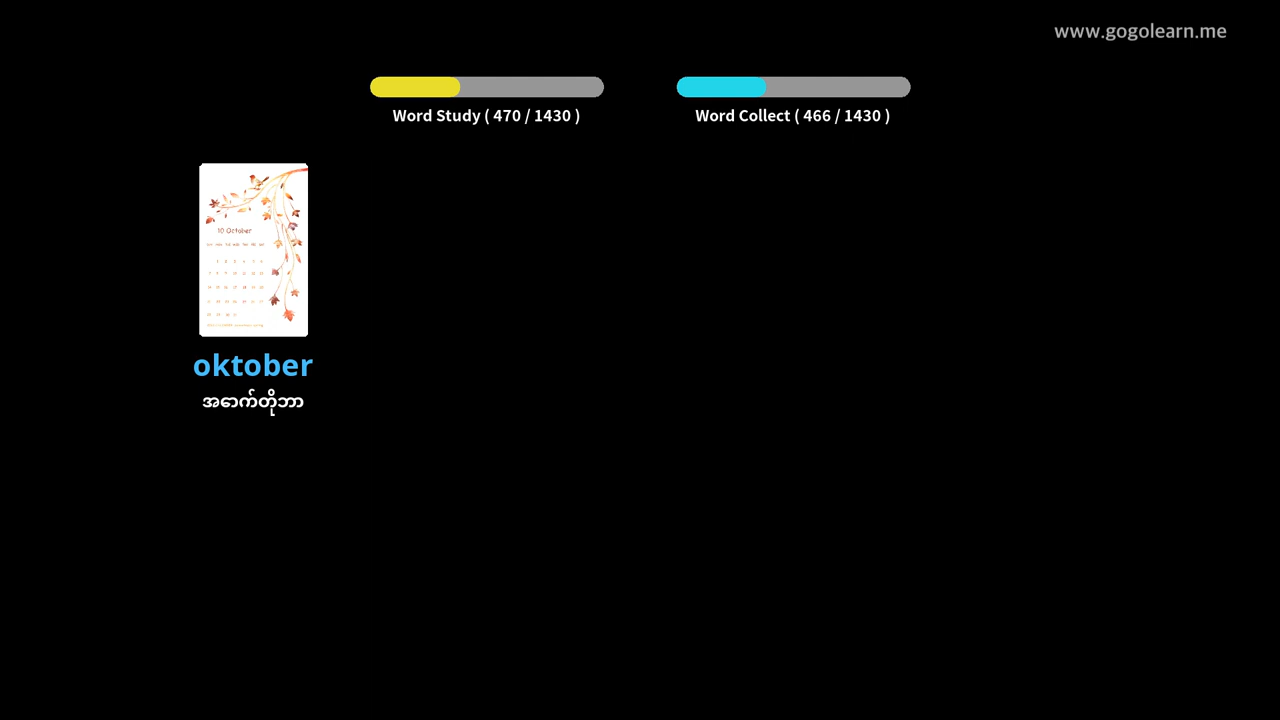 www.gogolearn.me
Word Study ( 470 / 1430 )
Word Collect ( 466 / 1430 )
10 October
oktober
အောက်တိုဘာ